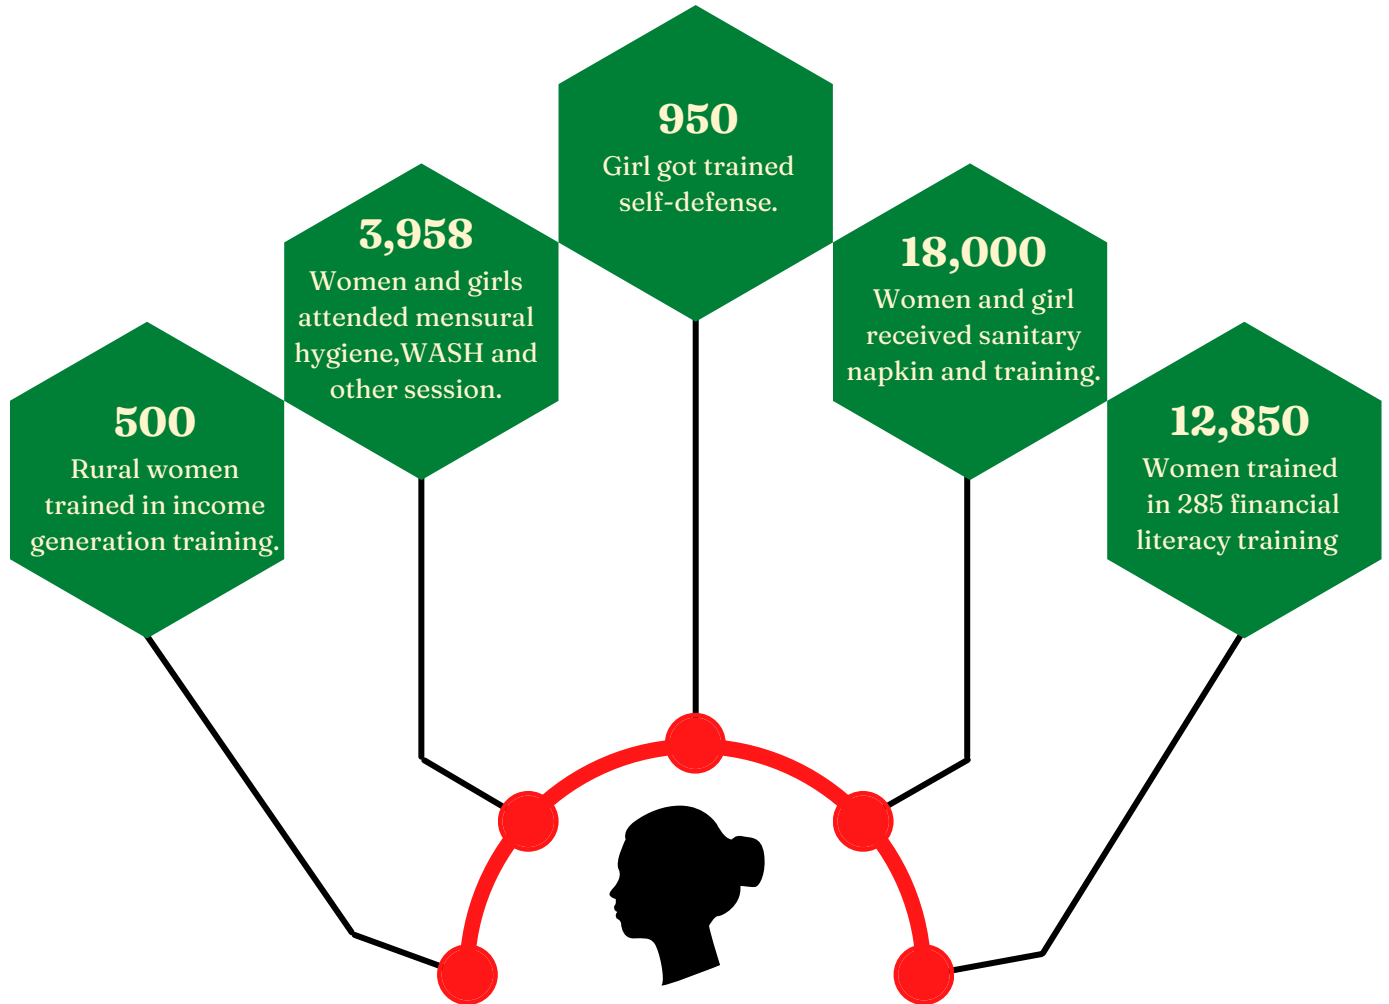 500
Rural women
trained in income
generation training.
3,958
Women and girls
attended mensural
hygiene,WASH and
other session.
950
Girl got trained
self-defense.
18,000
Women and girl
received sanitary
napkin and training.
12,850
Women trained
in 285 financial
literacy training